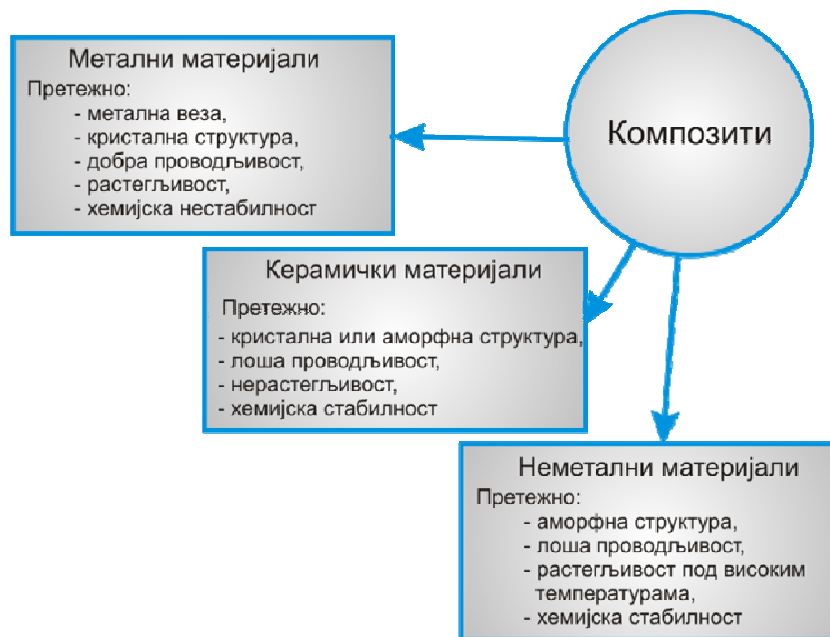 Метални материјали
Претежно:
- метална веза,
- кристална структура,
- добра проводљивост,
- растегљивост,
- хемијска нестабилност
Композити
Керамички материјали
Претежно:
- кристална или аморфна структура,
- лоша проводљивост,
- нерастегљивост,
- хемијска стабилност
Неметални материјали
Претежно:
- аморфна структура,
- лоша проводљивост,
- растегљивост под високим
температурама,
- хемијска стабилност